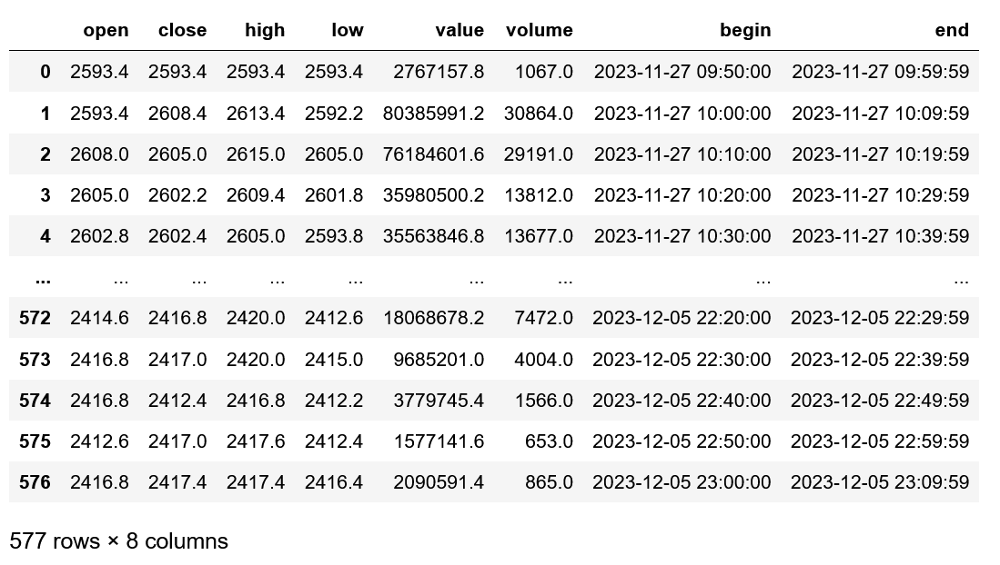 open close high low value volume begin end
0 2593.4 2593.4 2593.4 2593.4 2767157.8 1067.0 2023-11-27 09:50:00 2023-11-27 09:59:59
1 2593.4 2608.4 2613.4 2592.2 80385991.2 30864.0 2023-11-27 10:00:00 2023-11-27 10:09:59
2 2608.0 2605.0 2615.0 2605.0 76184601.6 29191.0 2023-11-27 10:10:00 2023-11-27 10:19:59
3 2605.0 2602.2 2609.4 2601.8 35980500.2 13812.0 2023-11-27 10:20:00 2023-11-27 10:29:59
4 2602.8 2602.4 2605.0 2593.8 35563846.8 13677.0 2023-11-27 10:30:00 2023-11-27 10:39:59
... ... ... ... ... ... ... ... ...
572 2414.6 2416.8 2420.0 2412.6 18068678.2 7472.0 2023-12-05 22:20:00 2023-12-05 22:29:59
573 2416.8 2417.0 2420.0 2415.0 9685201.0 4004.0 2023-12-05 22:30:00 2023-12-05 22:39:59
574 2416.8 2412.4 2416.8 2412.2 3779745.4 1566.0 2023-12-05 22:40:00 2023-12-05 22:49:59
575 2412.6 2417.0 2417.6 2412.4 1577141.6 653.0 2023-12-05 22:50:00 2023-12-05 22:59:59
576 2416.8 2417.4 2417.4 2416.4 2090591.4 865.0 2023-12-05 23:00:00 2023-12-05 23:09:59
577 rows × 8 columns